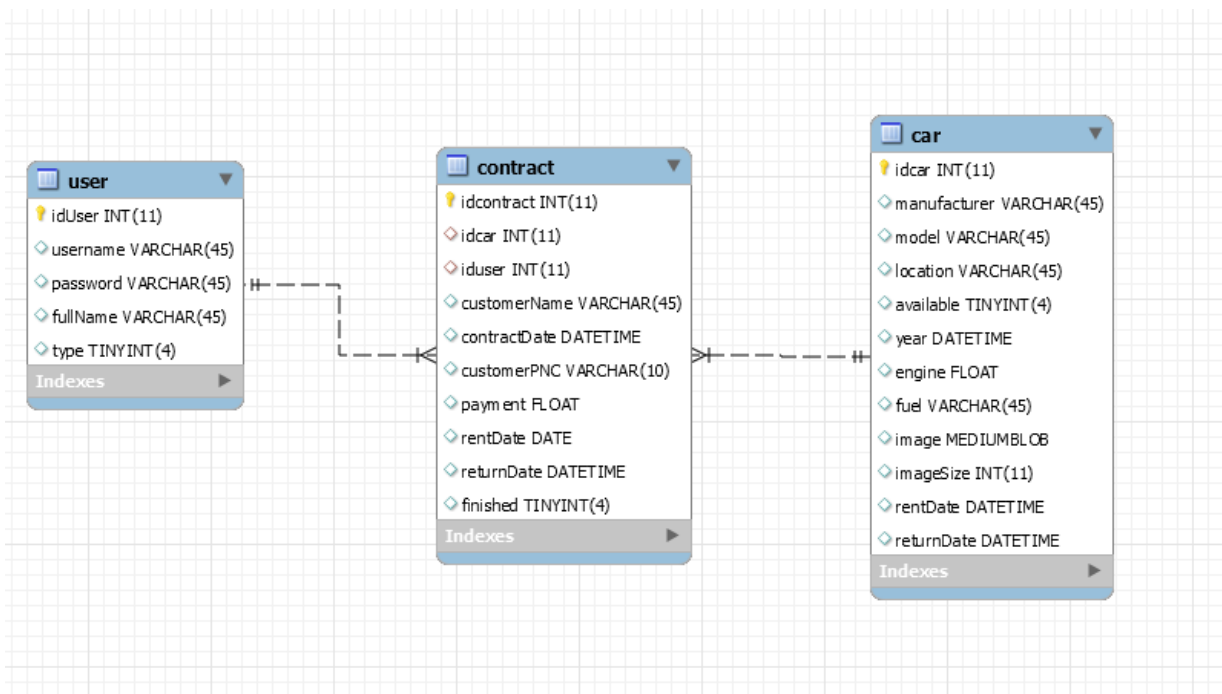 user
idUser INT(11)
username VARCHAR(45)
password VARCHAR(45)
fullName VARCHAR(45)
type TINYINT(4)
Indexes
contract
idcontract INT(11)
idcar INT(11)
iduser INT(11)
customerName VARCHAR(45)
contractDate DATETIME
customerPNC VARCHAR(10)
payment FLOAT
rentDate DATE
returnDate DATETIME
finished TINYINT(4)
Indexes
car
idcar INT(11)
manufacturer VARCHAR(45)
model VARCHAR(45)
location VARCHAR(45)
available TINYINT(4)
year DATETIME
engine FLOAT
fuel VARCHAR(45)
image MEDIUMBLOB
imageSize INT(11)
rentDate DATETIME
returnDate DATETIME
Indexes